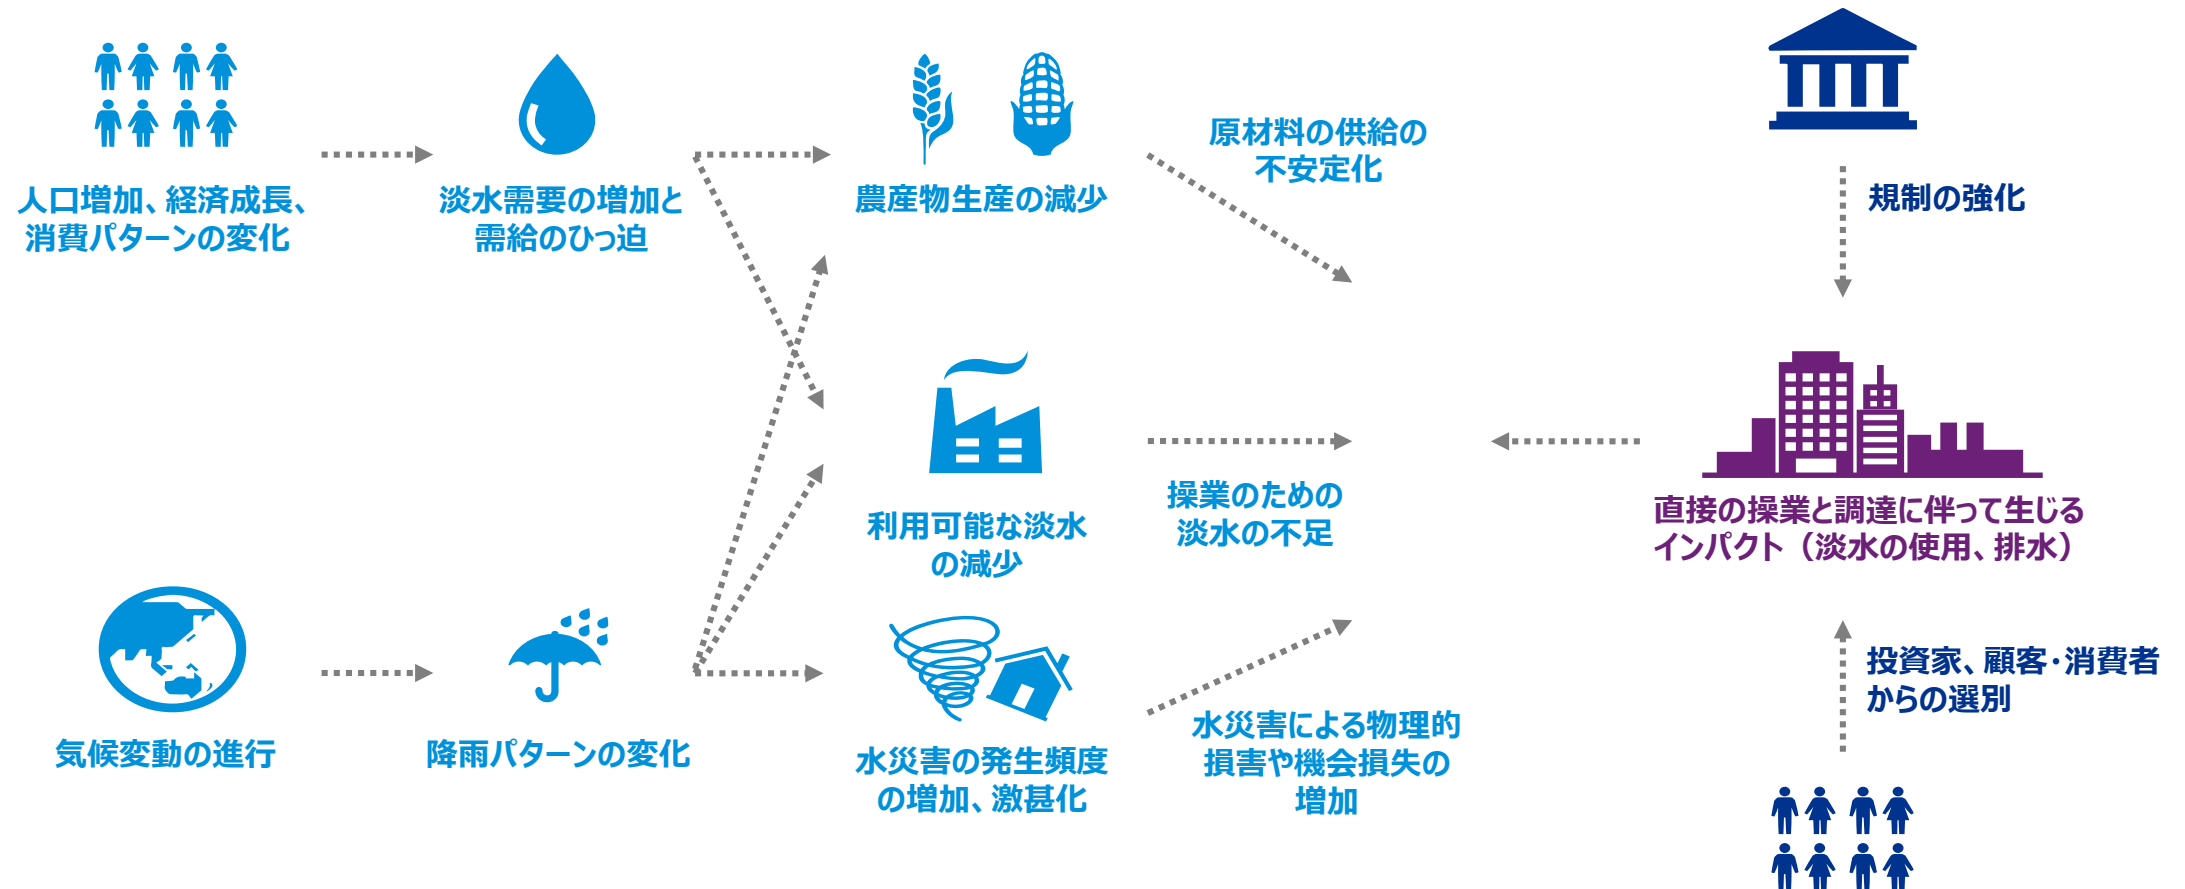 人口増加、経済成長、
消費パターンの変化
淡水需要の増加と
需給のひっ迫
農産物生産の減少
原材料の供給の
不安定化
規制の強化
利用可能な淡水
の減少
操業のための
淡水の不足
直接の操業と調達に伴って生じる
インパクト（淡水の使用、排水）
気候変動の進行
降雨パターンの変化
水災害の発生頻度
の増加、激甚化
水災害による物理的
損害や機会損失の
増加
投資家、顧客・消費者
からの選別